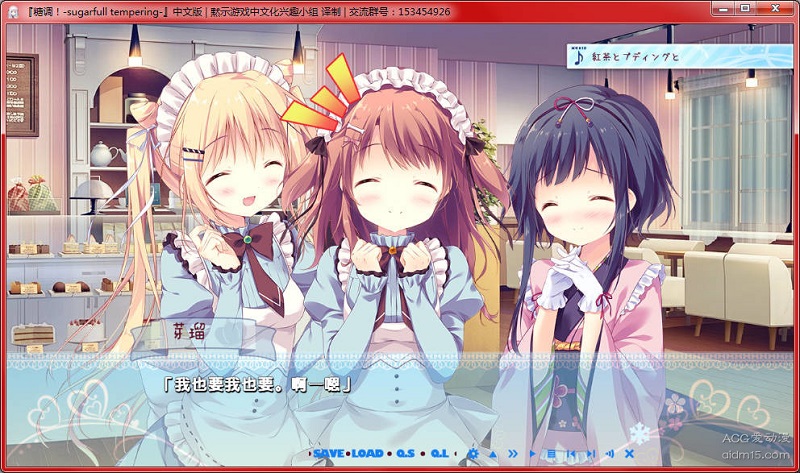 『糖调！-sugarfull tempering-』中文版 | 默示游戏中文化兴趣小组 译制 | 交流群号：153454926
MUSIC
紅茶とプディングと
芽瑠
「我也要我也要。啊一嗯」
SAVE•LOAD•Q.S•Q.L
ACG爱动漫
aidm15.com